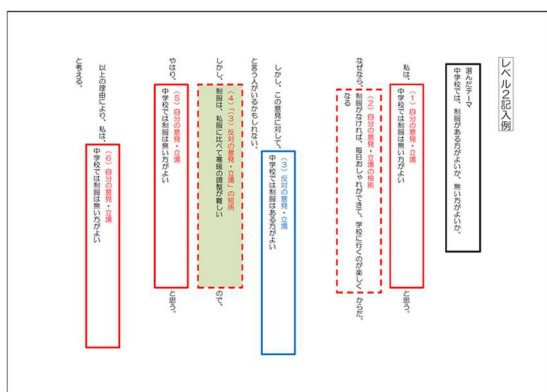 レベル2記入例
選んだテーマ
中学校では、制服がある方がよいか、無い方がよいか。
私は、
(1)自分の意見・立場
中学校では制服は無い方がよい
と思う。
なぜなら、
(2)自分の意見・立場の根拠
制服がなければ、毎日おしゃれができて、学校に行くのが楽しく
なる
からだ。
しかし、この意見に対して、
(3)反対の意見・立場
中学校では制服はある方がよい
と言う人がいるかもしれない。
しかし、
(4)「(3)反対の意見・立場」の短所
制服は、私服に比べて寒暖の調整が難しい
ので、
やはり、
(5)自分の意見・立場
中学校では制服は無い方がよい
と思う。
以上の理由により、私は、
(6)自分の意見・立場
中学校では制服は無い方がよい
と考える。